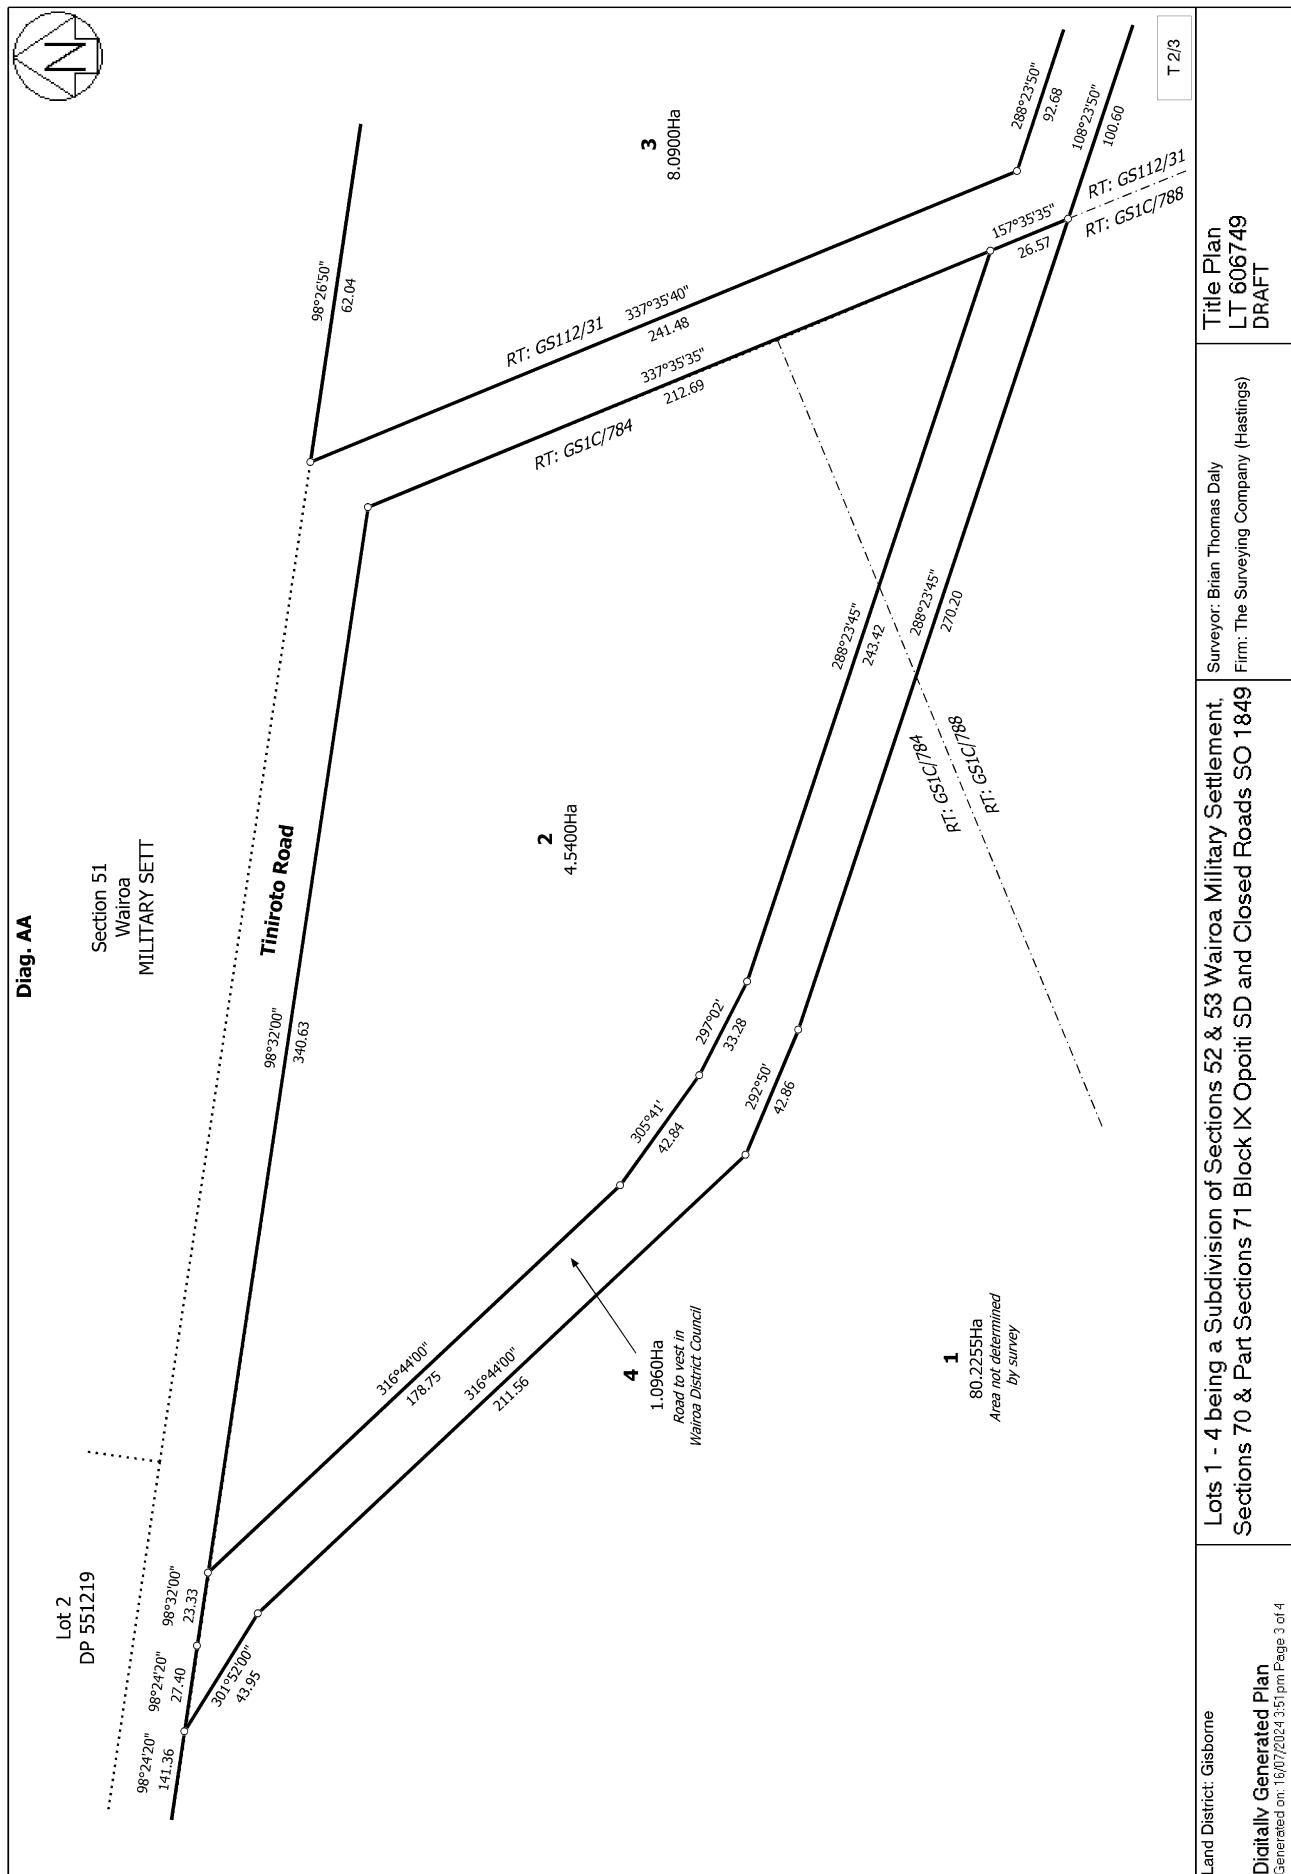 Diag. AA
N
Section 51
Wairoa
MILITARY SETT
Lot 2
DP 551219
Tiniroto Road
98°24'20"
141.36
98°24'20"
27.40
98°32'00"
23.33
301°52'00"
43.95
98°32'00"
340.63
98°26'50"
62.04
316°44'00"
178.75
316°44'00"
211.56
305°41'
42.84
297°02'
33.28
292°50'
42.86
288°23'45"
243.42
288°23'45"
270.20
337°35'35"
212.69
337°35'40"
241.48
157°35'35"
26.57
288°23'50"
92.68
108°23'50"
100.60
RT: GS112/31
RT: GS1C/784
RT: GS1C/784
RT: GS1C/788
RT: GS112/31
RT: GS1C/788
2
4.5400Ha
3
8.0900Ha
4
1.0960Ha
Road to vest in
Wairoa District Council
1
80.2255Ha
Area not determined
by survey
T 2/3
Land District: Gisborne
Digitally Generated Plan
Generated on: 16/07/2024 3:51pm Page 3 of 4
Lots 1 - 4 being a Subdivision of Sections 52 & 53 Wairoa Military Settlement,
Sections 70 & Part Sections 71 Block IX Opoiti SD and Closed Roads SO 1849
Surveyor: Brian Thomas Daly
Firm: The Surveying Company (Hastings)
Title Plan
LT 606749
DRAFT